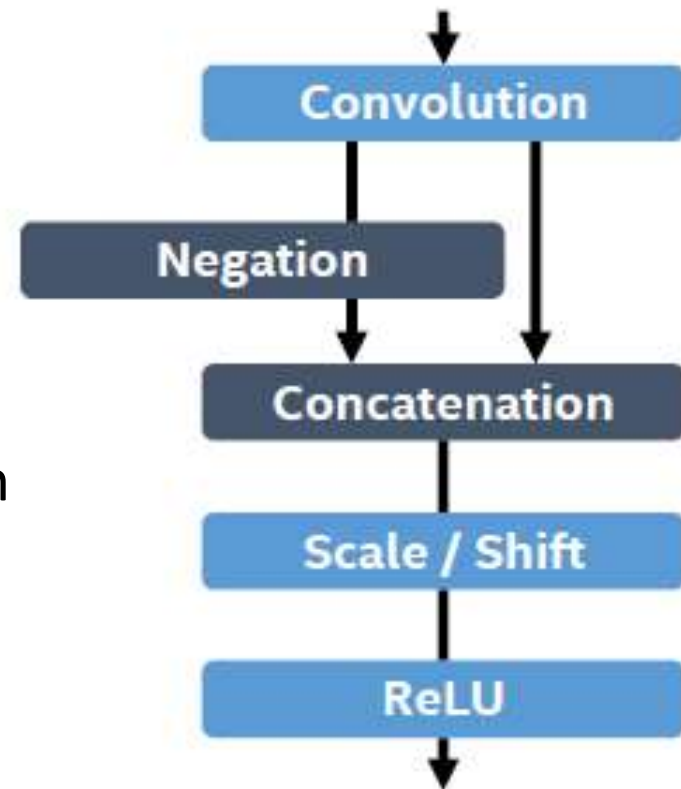 Convolution
Negation
Concatenation
n
Scale / Shift
ReLU